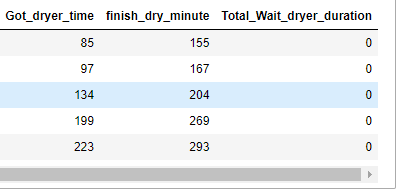 Got_dryer_time finish_dry_minute Total_Wait_dryer_duration
85 155 0
97 167 0
134 204 0
199 269 0
223 293 0